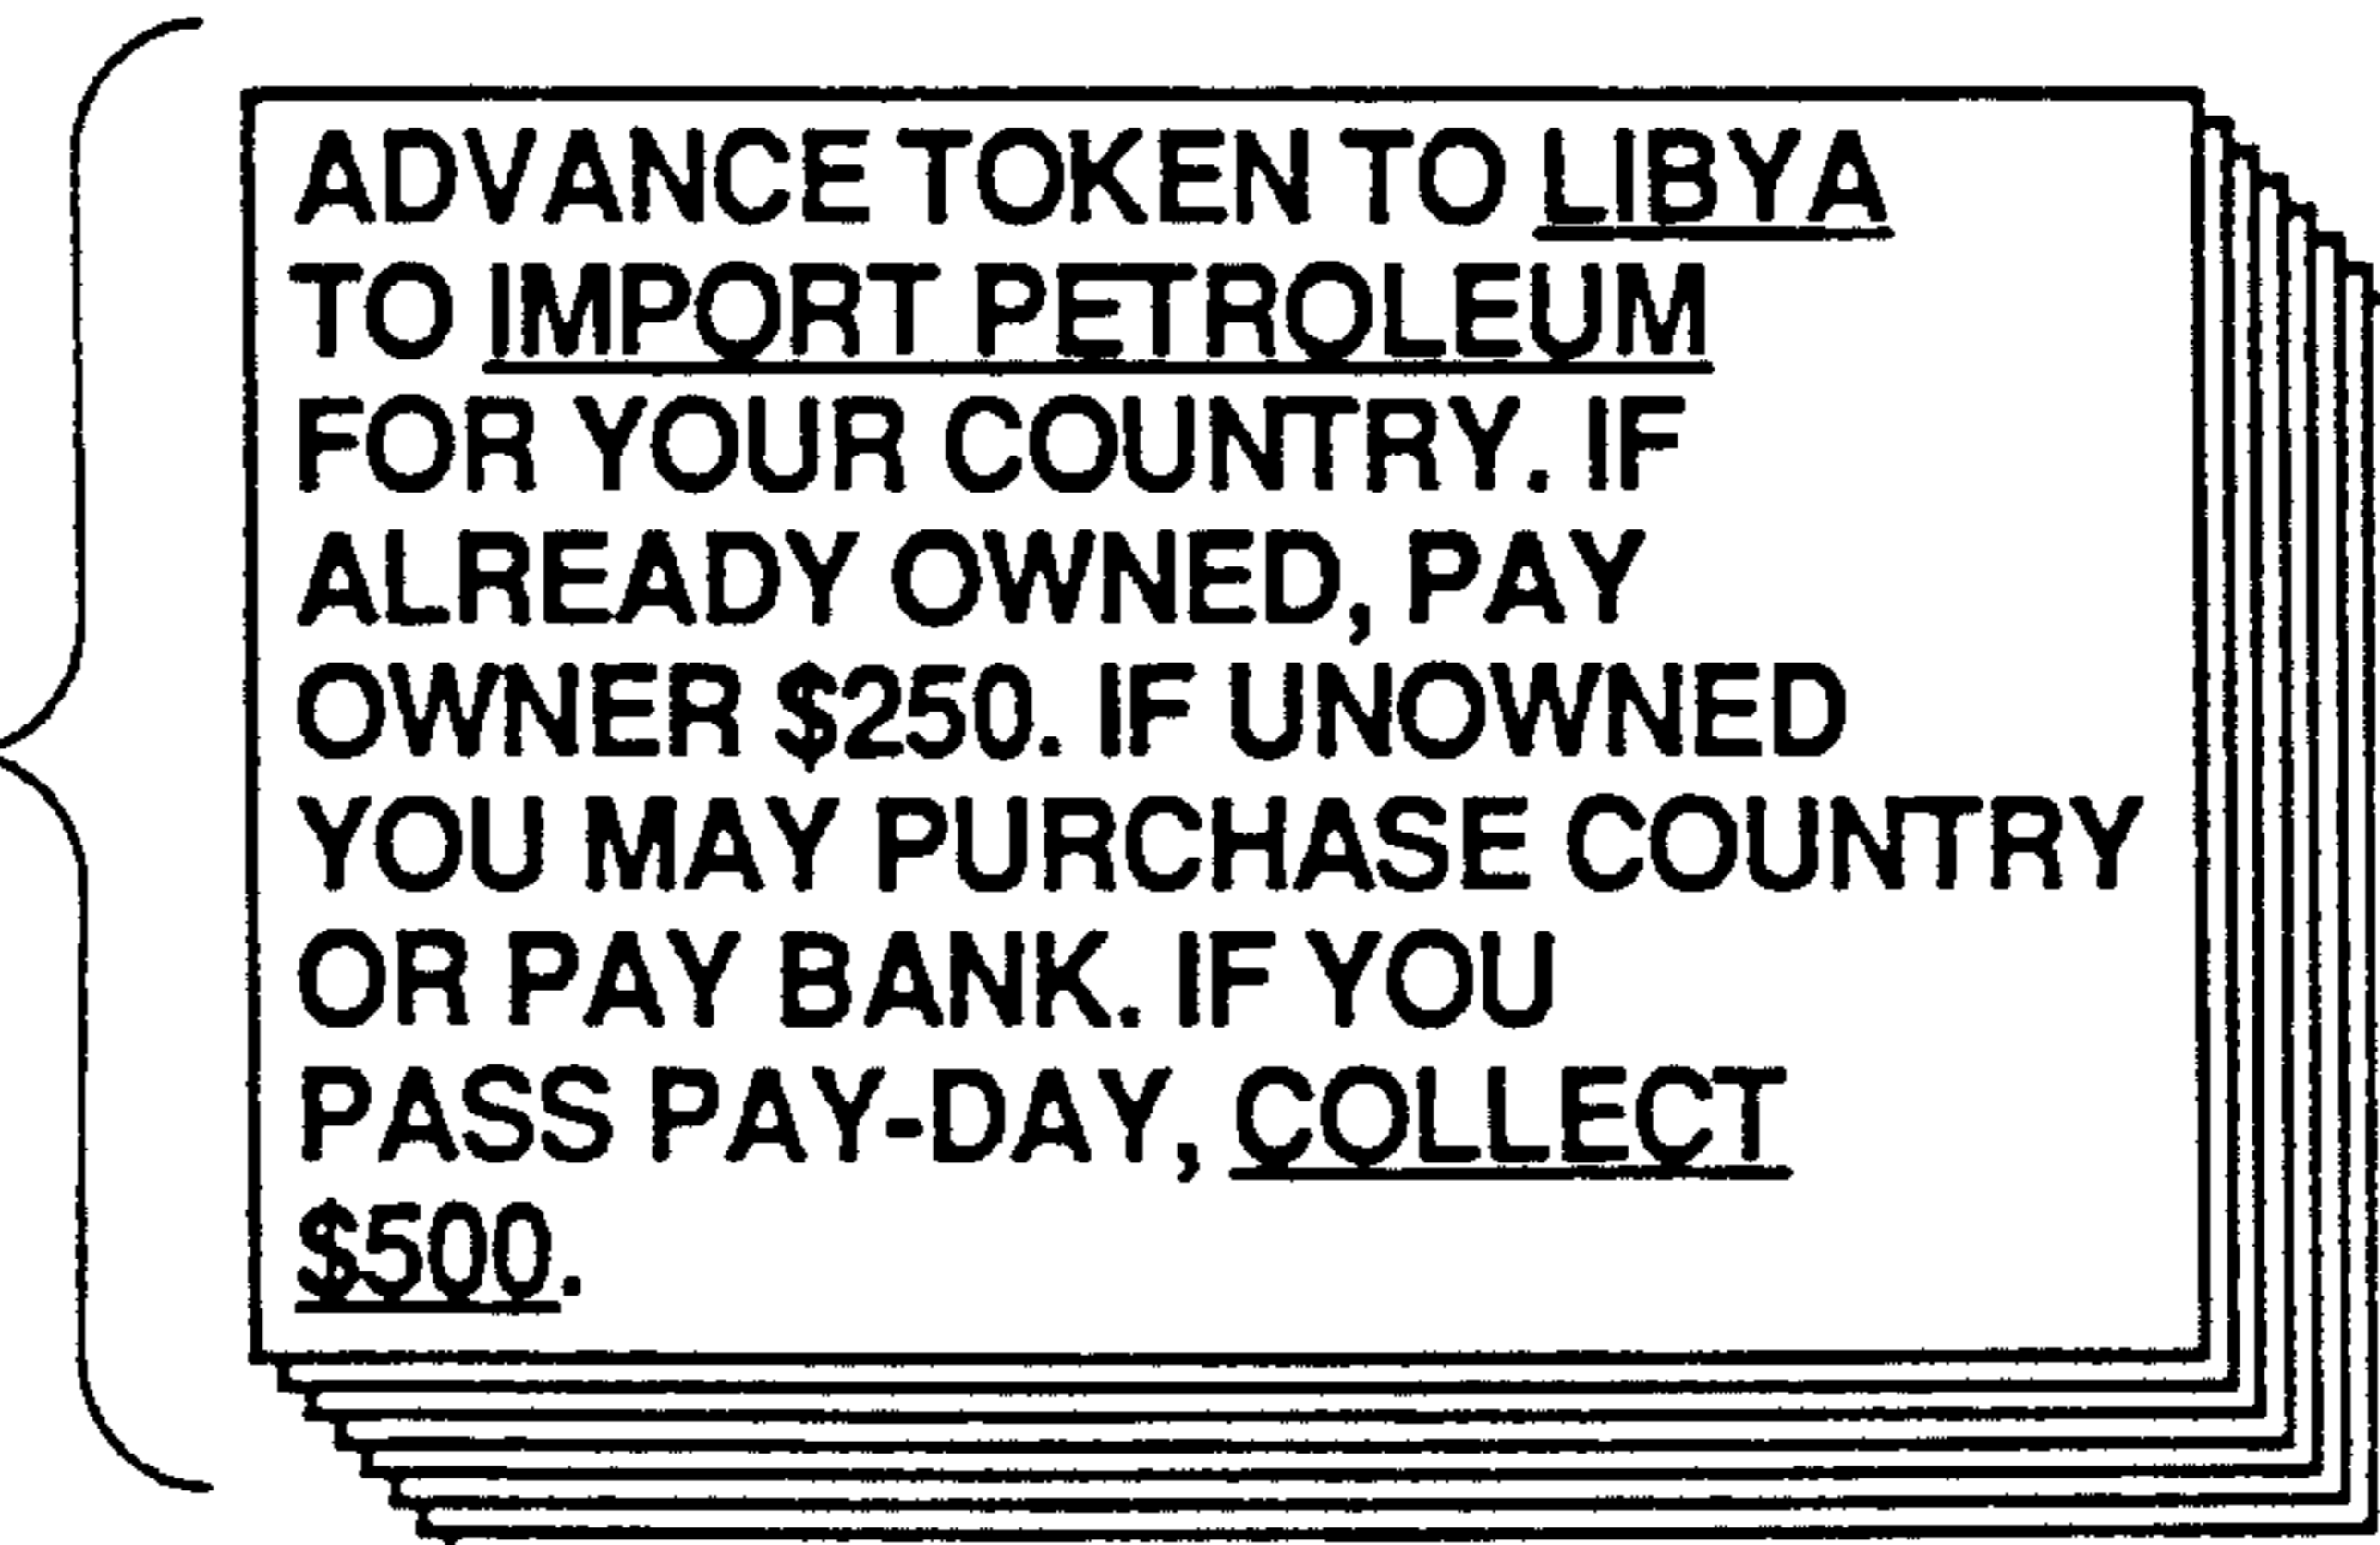 ADVANCE TOKEN TO LIBYA
TO IMPORT PETROLEUM
FOR YOUR COUNTRY. IF
ALREADY OWNED, PAY
OWNER $250. IF UNOWNED
YOU MAY PURCHASE COUNTRY
OR PAY BANK. IF YOU
PASS PAY-DAY, COLLECT
$500.